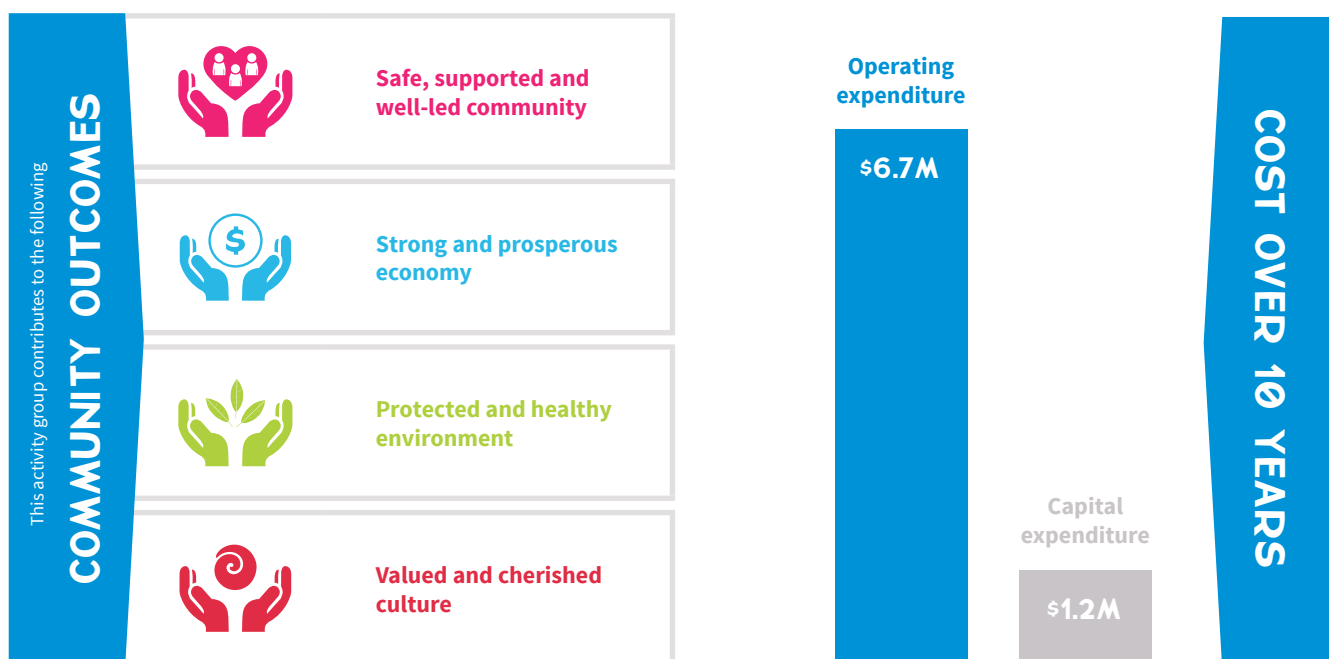 This activity group contributes to the following
COMMUNITY OUTCOMES
Safe, supported and
well-led community
$
Strong and prosperous
economy
Protected and healthy
environment
Valued and cherished
culture
Operating
expenditure
$6.7M
Capital
expenditure
$1.2M
COST OVER 10 YEARS